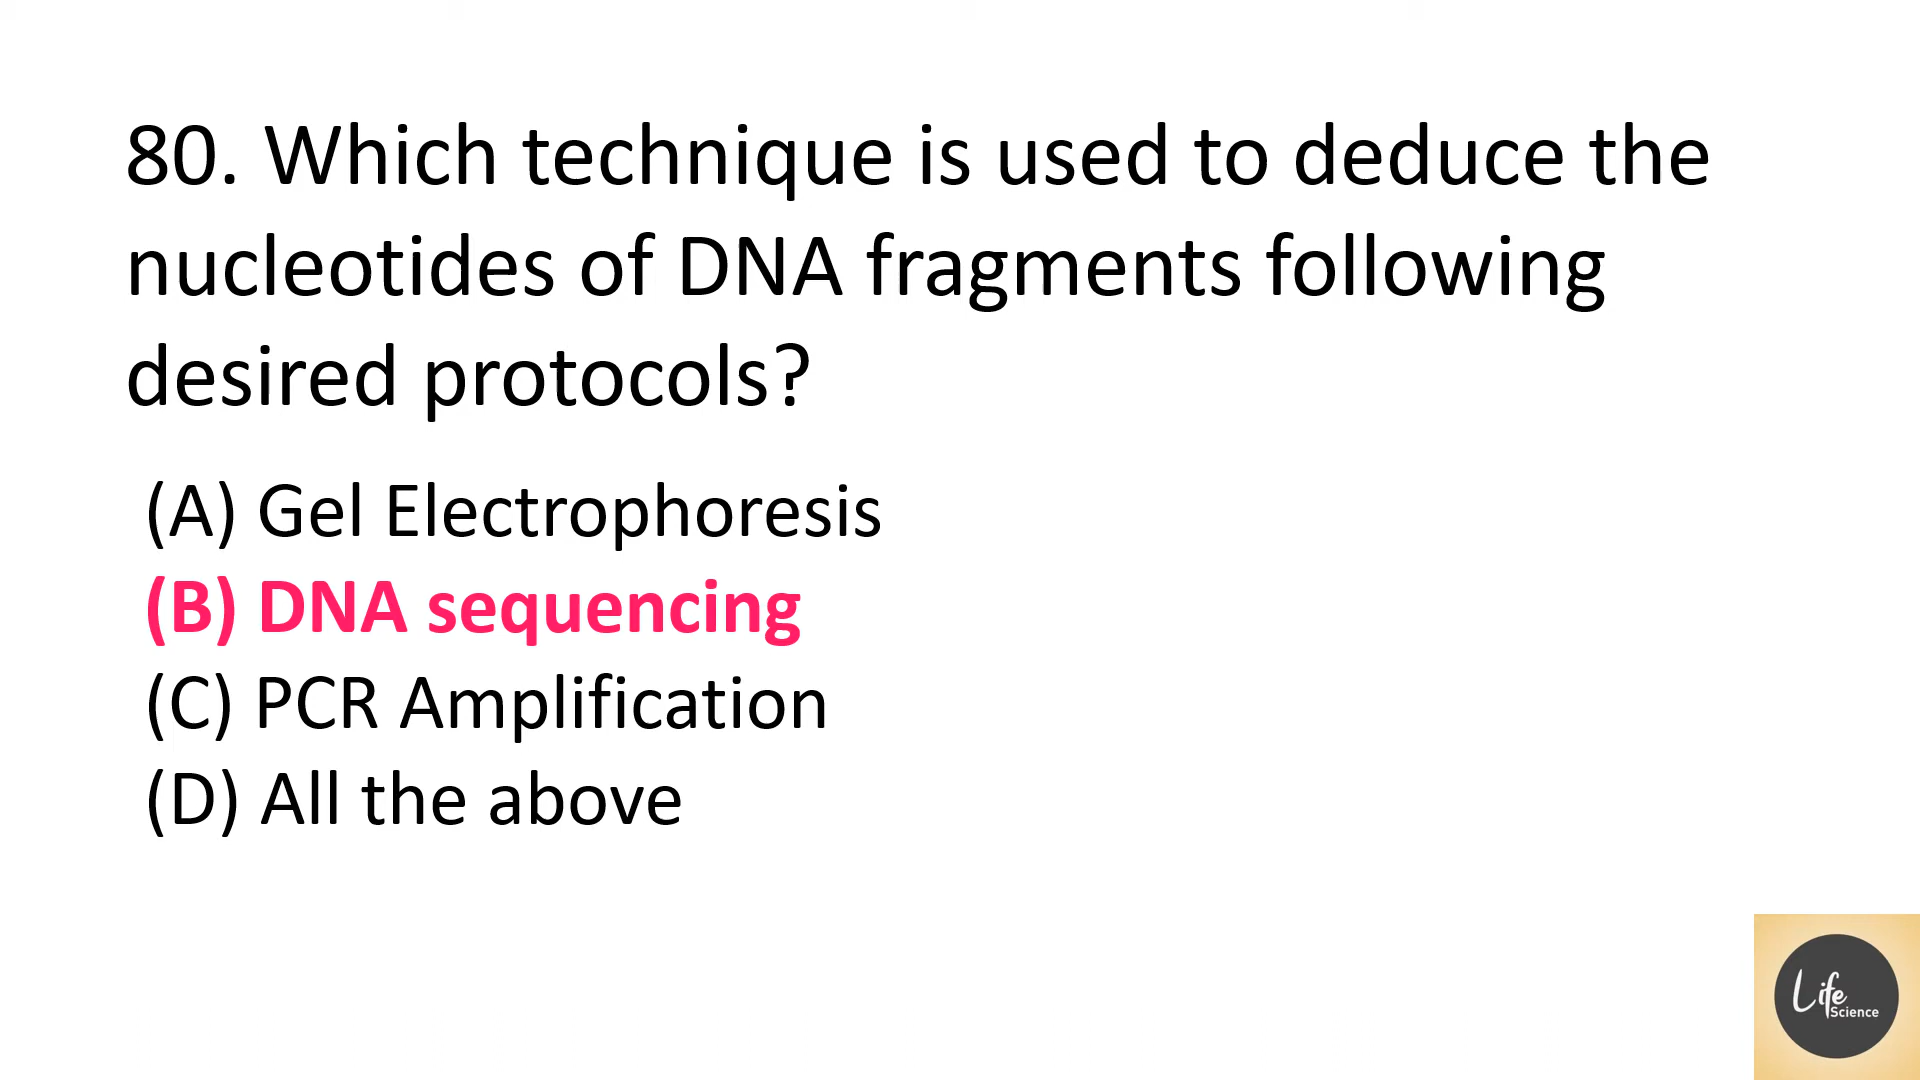 80. Which technique is used to deduce the
nucleotides of DNA fragments following
desired protocols?
(A) Gel Electrophoresis
(B) DNA sequencing
(C) PCR Amplification
(D) All the above
Life
Science